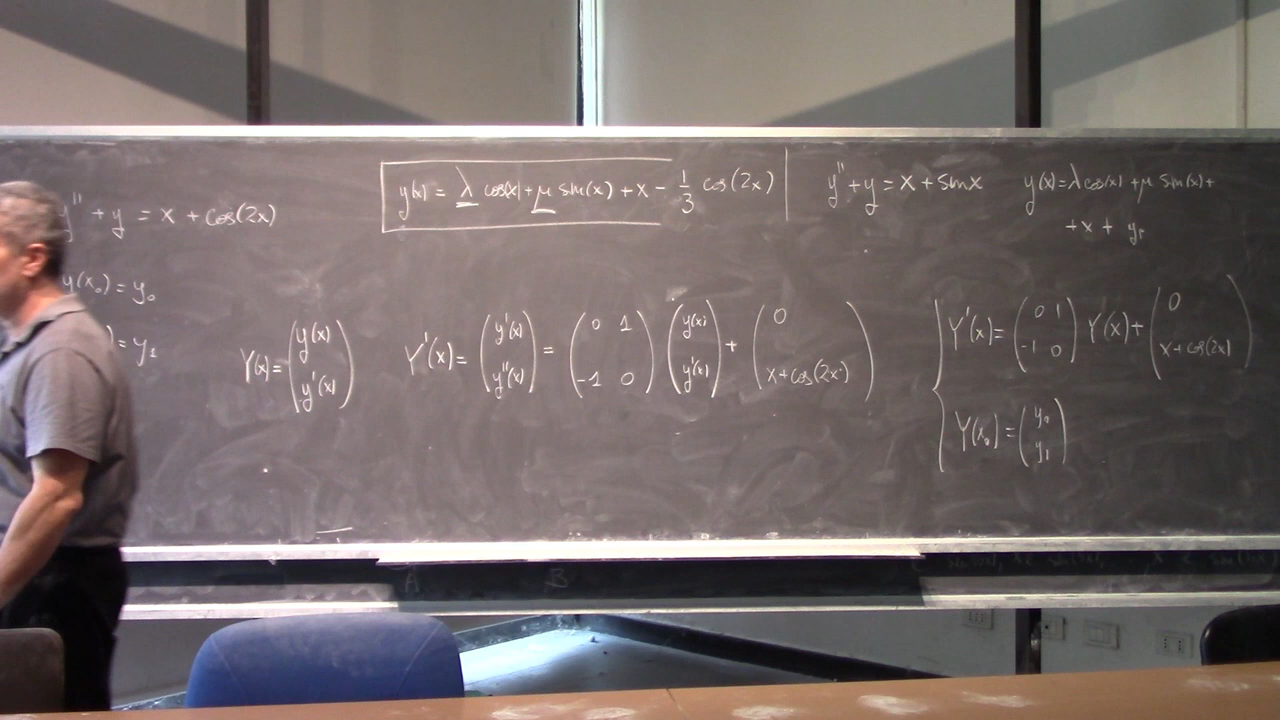 y'' + y = x + cos(2x)
y(x₀) = y₀
) = y₁
y(x) = λ cos(x) + μ sin(x) + x - 1/3 cos(2x)
y'' + y = x + sin x
y(x) = λ cos(x) + μ sin(x) +
+ x + y_p
Y(x) = ( y(x) ; y'(x) )
Y'(x) = ( y'(x) ; y''(x) ) = ( 0 1 ; -1 0 ) ( y(x) ; y'(x) ) + ( 0 ; x + cos(2x) )
{ Y'(x) = ( 0 1 ; -1 0 ) Y(x) + ( 0 ; x + cos(2x) )
Y(x₀) = ( y₀ ; y₁ )
A B